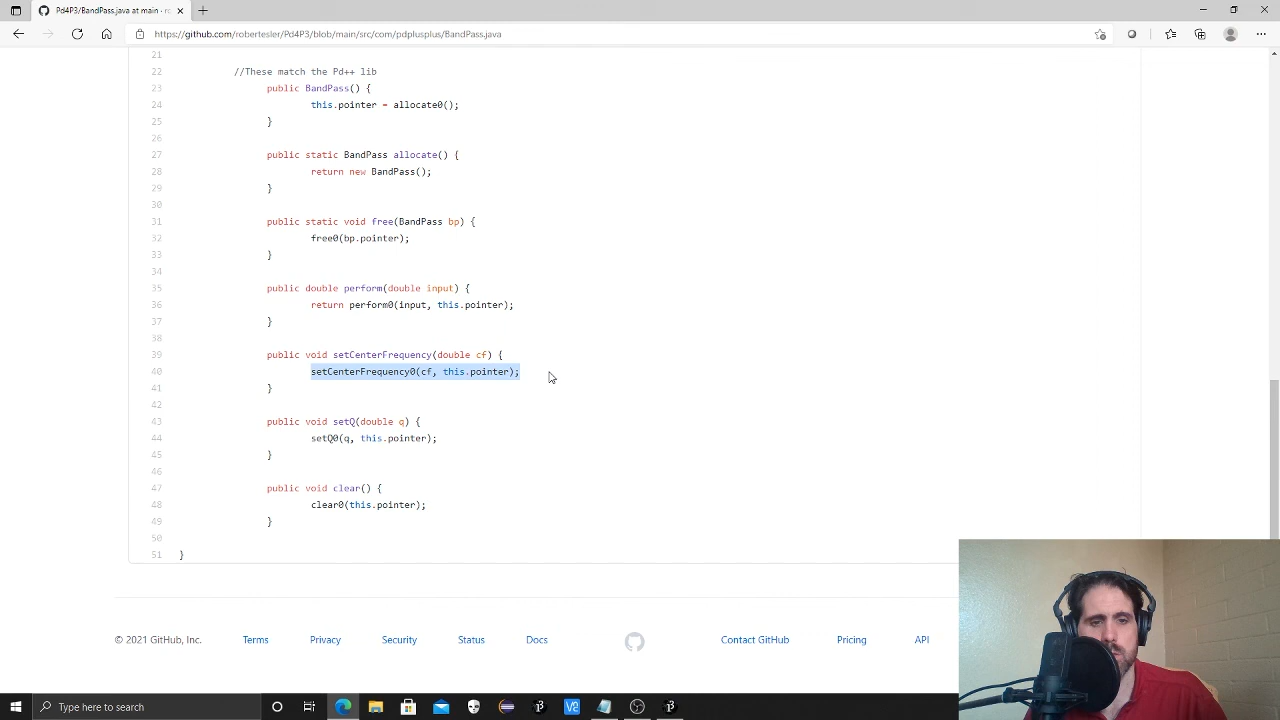 Pd4P3/BandPass.java at main · rc
https://github.com/robertesler/Pd4P3/blob/main/src/com/pdplusplus/BandPass.java
21
22 //These match the Pd++ lib
23 public BandPass() {
24 this.pointer = allocate0();
25 }
26
27 public static BandPass allocate() {
28 return new BandPass();
29 }
30
31 public static void free(BandPass bp) {
32 free0(bp.pointer);
33 }
34
35 public double perform(double input) {
36 return perform0(input, this.pointer);
37 }
38
39 public void setCenterFrequency(double cf) {
40 setCenterFrequency0(cf, this.pointer);
41 }
42
43 public void setQ(double q) {
44 setQ0(q, this.pointer);
45 }
46
47 public void clear() {
48 clear0(this.pointer);
49 }
50
51 }
© 2021 GitHub, Inc. Terms Privacy Security Status Docs Contact GitHub Pricing API
Type here to search